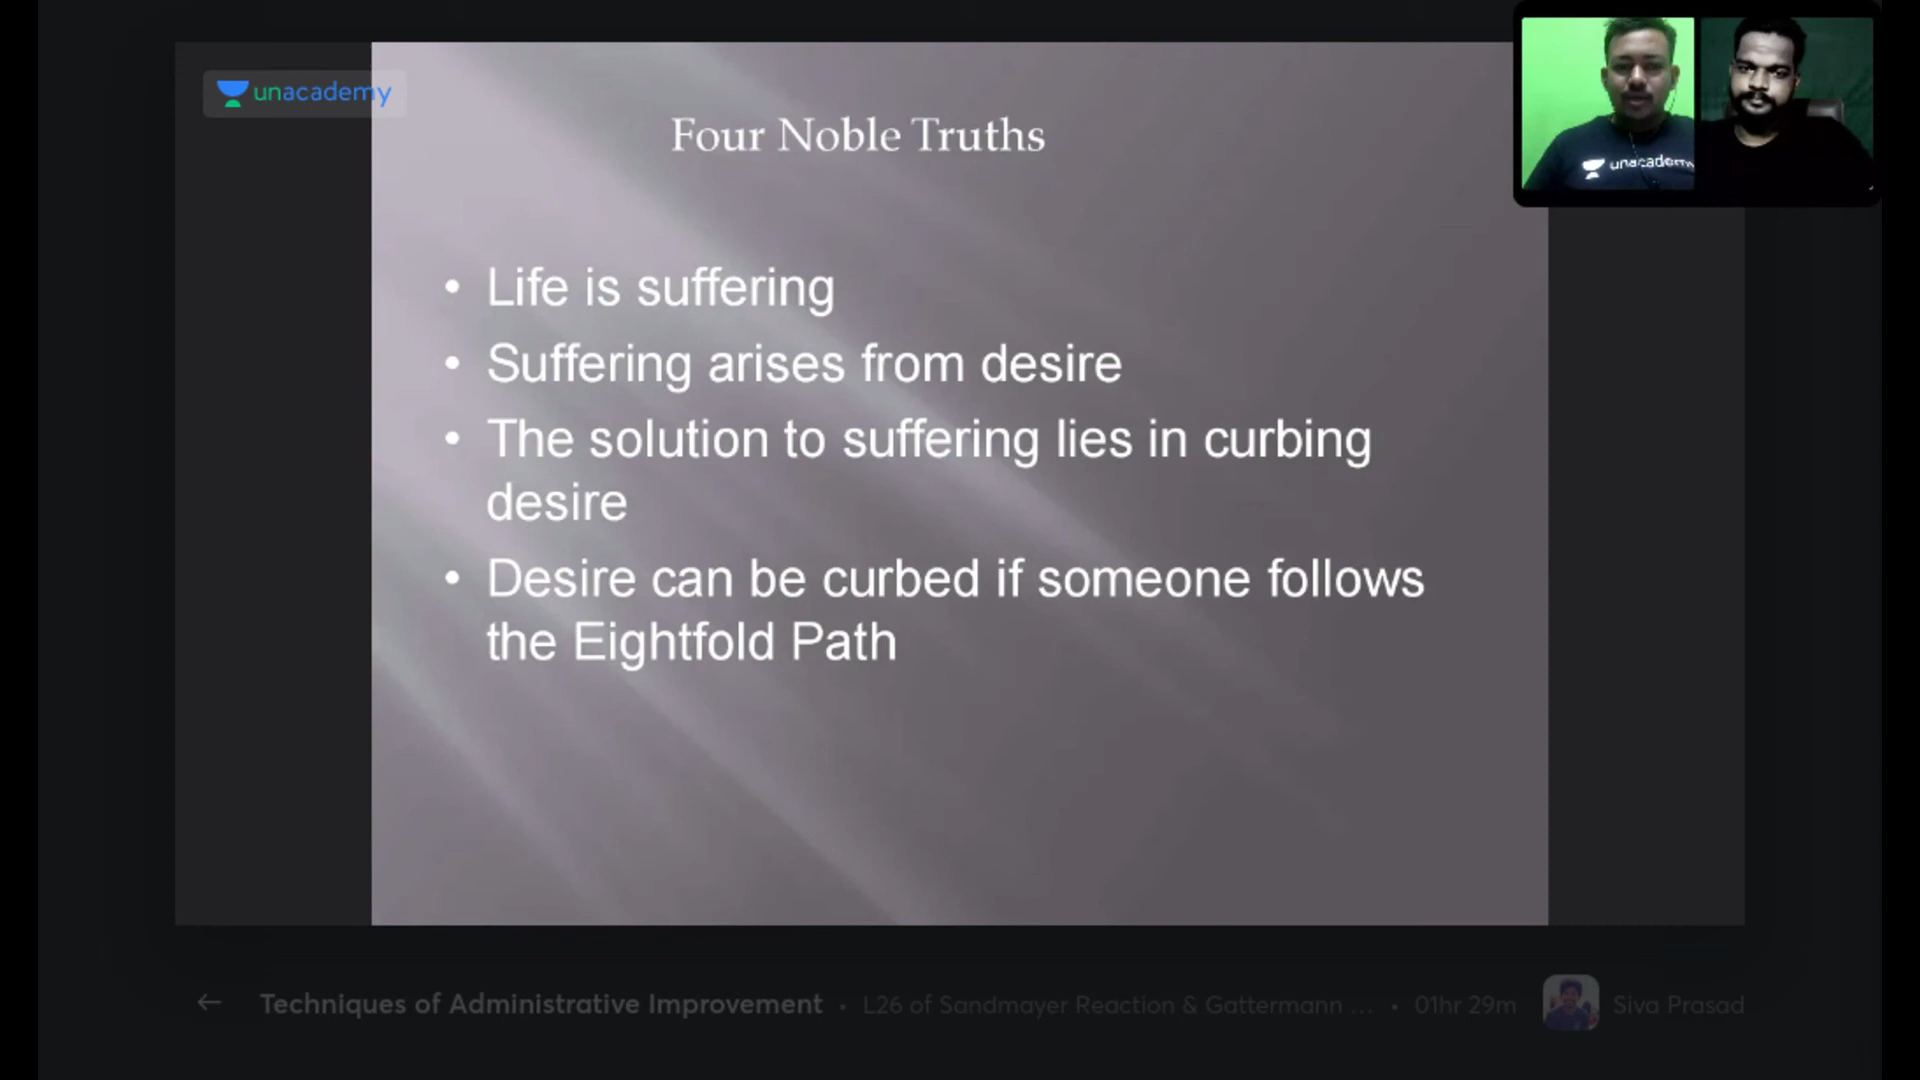 unacademy
Four Noble Truths
unacademy
• Life is suffering
• Suffering arises from desire
• The solution to suffering lies in curbing
desire
• Desire can be curbed if someone follows
the Eightfold Path
← Techniques of Administrative Improvement • L26 of Sandmayer Reaction & Gattermann ... • 01hr 29m Siva Prasad